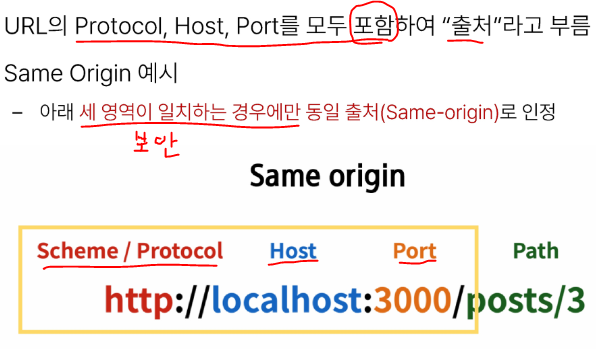 URL의 Protocol, Host, Port를 모두 포함하여 “출처“라고 부름
Same Origin 예시
– 아래 세 영역이 일치하는 경우에만 동일 출처(Same-origin)로 인정
보안
Same origin
Scheme / Protocol Host Port Path
http://localhost:3000/posts/3